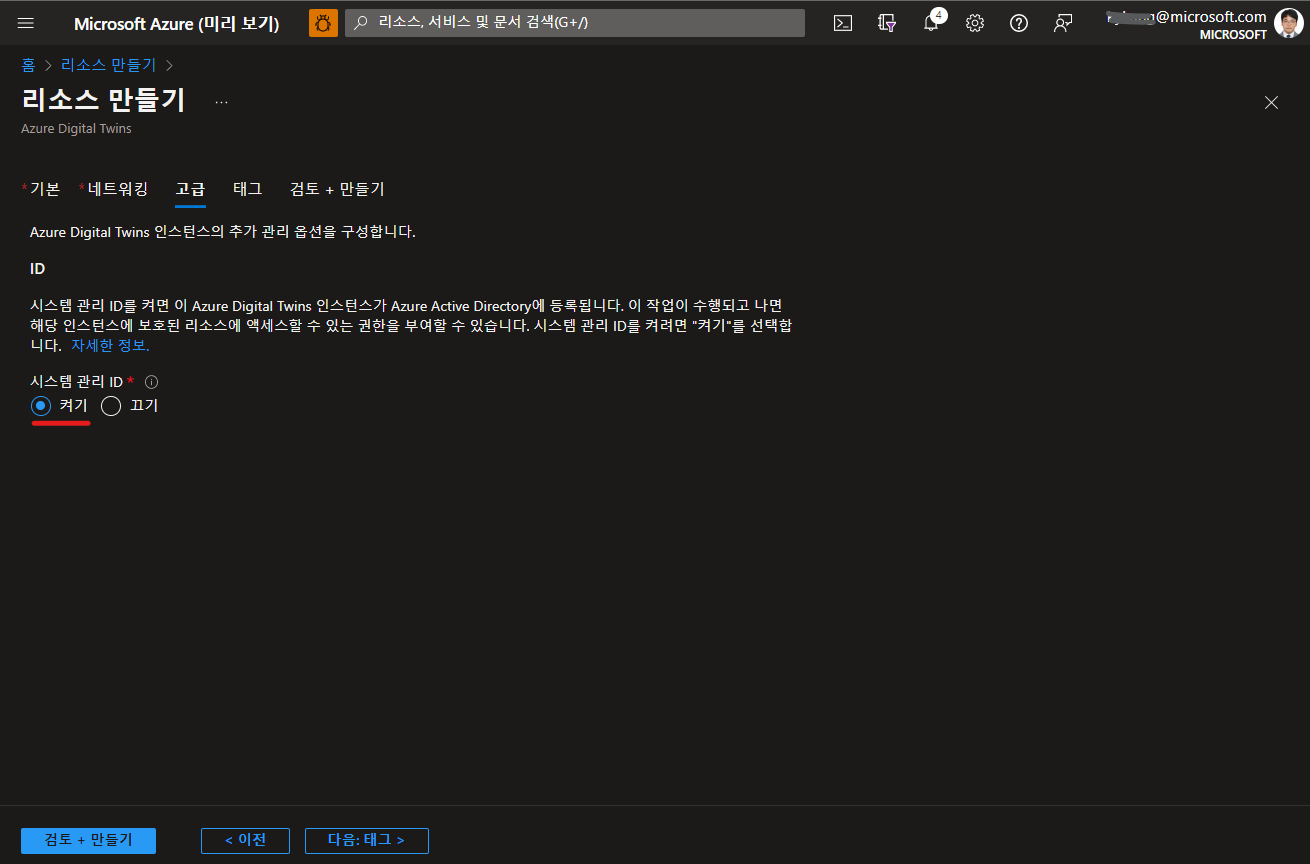 Microsoft Azure (미리 보기)
리소스, 서비스 및 문서 검색(G+/)
4
@microsoft.com
MICROSOFT
홈 > 리소스 만들기 >
리소스 만들기 ...
Azure Digital Twins
*기본 *네트워킹 고급 태그 검토 + 만들기
Azure Digital Twins 인스턴스의 추가 관리 옵션을 구성합니다.
ID
시스템 관리 ID를 켜면 이 Azure Digital Twins 인스턴스가 Azure Active Directory에 등록됩니다. 이 작업이 수행되고 나면
해당 인스턴스에 보호된 리소스에 액세스할 수 있는 권한을 부여할 수 있습니다. 시스템 관리 ID를 켜려면 "켜기"를 선택합
니다. 자세한 정보.
시스템 관리 ID *
켜기 끄기
검토 + 만들기 < 이전 다음: 태그 >